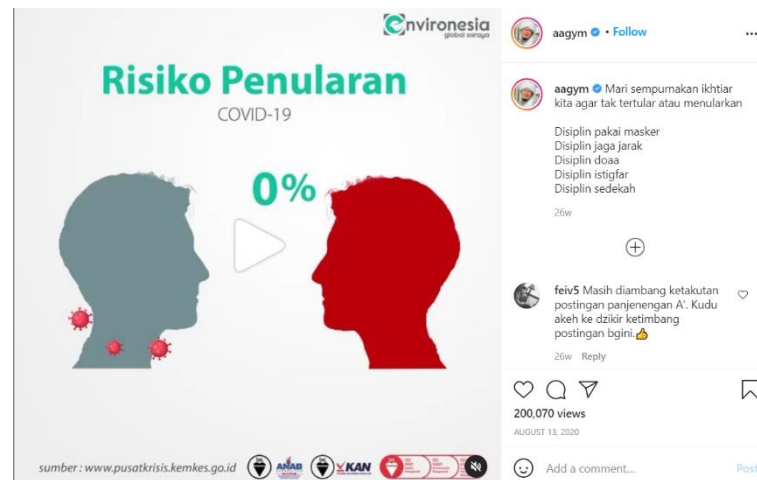 Environesia
global saraya
Risiko Penularan
COVID-19
0%
sumber : www.pusatkrisis.kemkes.go.id
ANAB
KAN
aagym • Follow
aagym Mari sempurnakan ikhtiar
kita agar tak tertular atau menularkan
Disiplin pakai masker
Disiplin jaga jarak
Disiplin doaa
Disiplin istigfar
Disiplin sedekah
26w
feiv5 Masih diambang ketakutan
postingan panjenengan A'. Kudu
akeh ke dzikir ketimbang
postingan bgini.👍
26w Reply
200,070 views
AUGUST 13, 2020
Add a comment...
Post